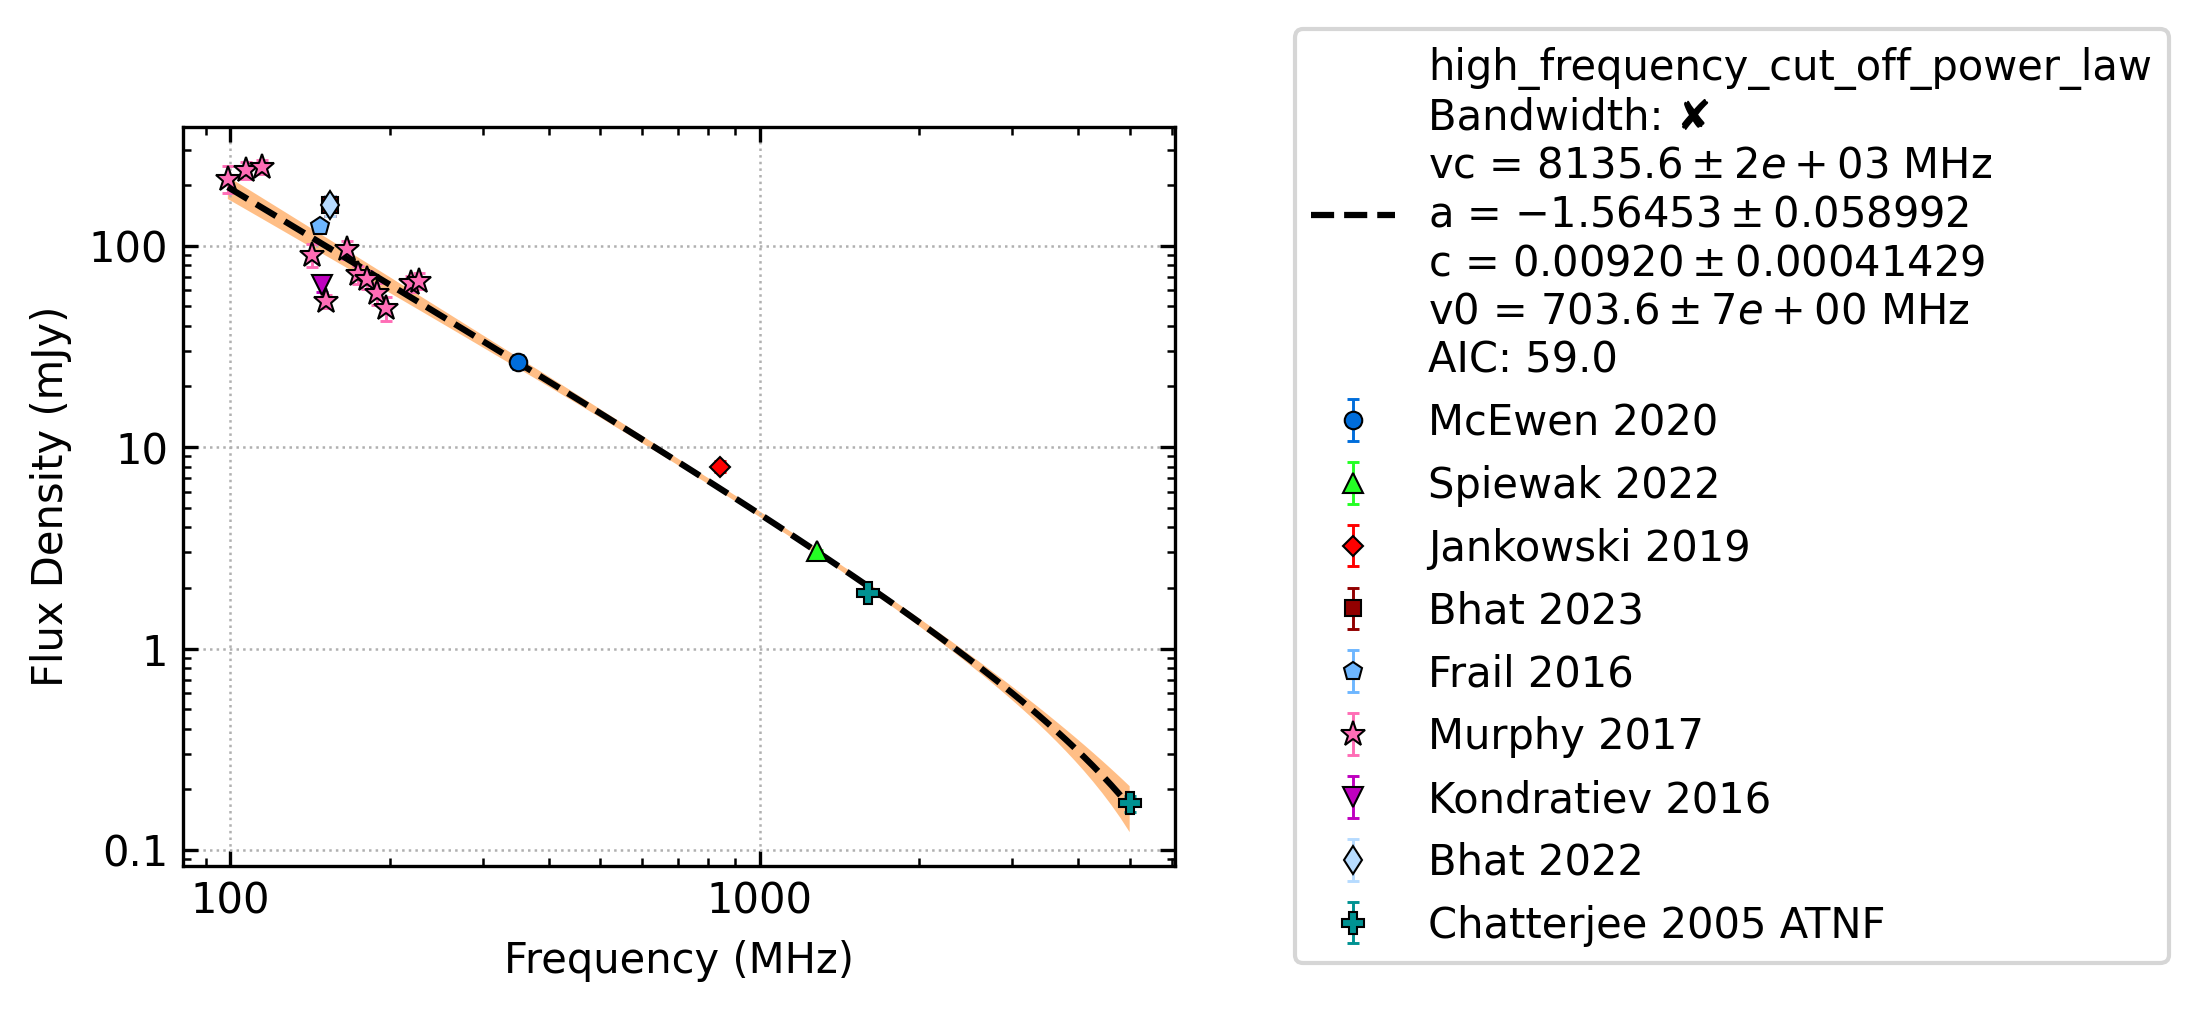 Flux Density (mJy)
100
10
1
0.1
100
1000
Frequency (MHz)
high_frequency_cut_off_power_law
Bandwidth: ✘
vc = 8135.6 ± 2e + 03 MHz
a = −1.56453 ± 0.058992
c = 0.00920 ± 0.00041429
v0 = 703.6 ± 7e + 00 MHz
AIC: 59.0
McEwen 2020
Spiewak 2022
Jankowski 2019
Bhat 2023
Frail 2016
Murphy 2017
Kondratiev 2016
Bhat 2022
Chatterjee 2005 ATNF